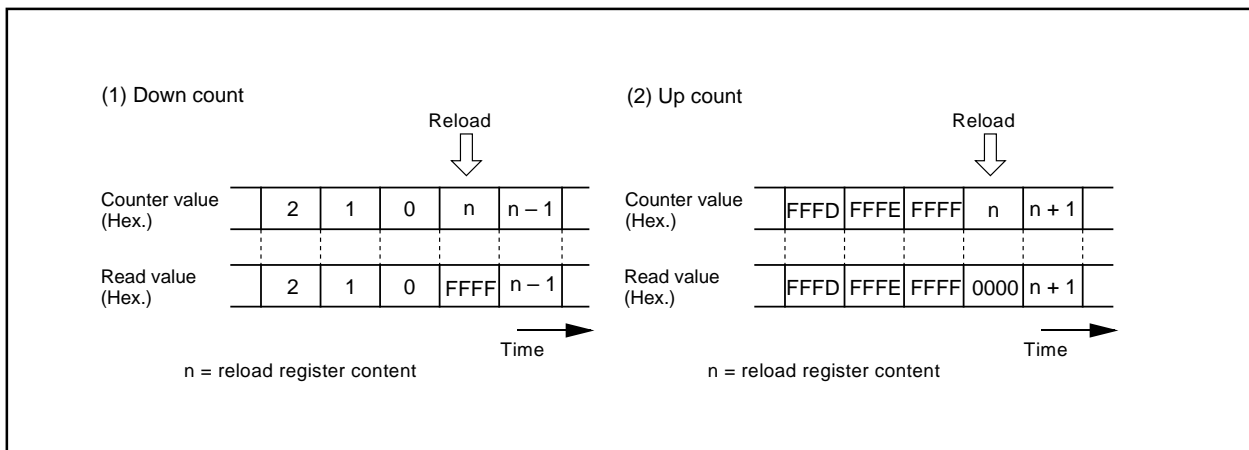 (1) Down count
Reload
Counter value
(Hex.)
2 1 0 n n – 1
Read value
(Hex.)
2 1 0 FFFF n – 1
Time
n = reload register content
(2) Up count
Reload
Counter value
(Hex.)
FFFD FFFE FFFF n n + 1
Read value
(Hex.)
FFFD FFFE FFFF 0000 n + 1
Time
n = reload register content